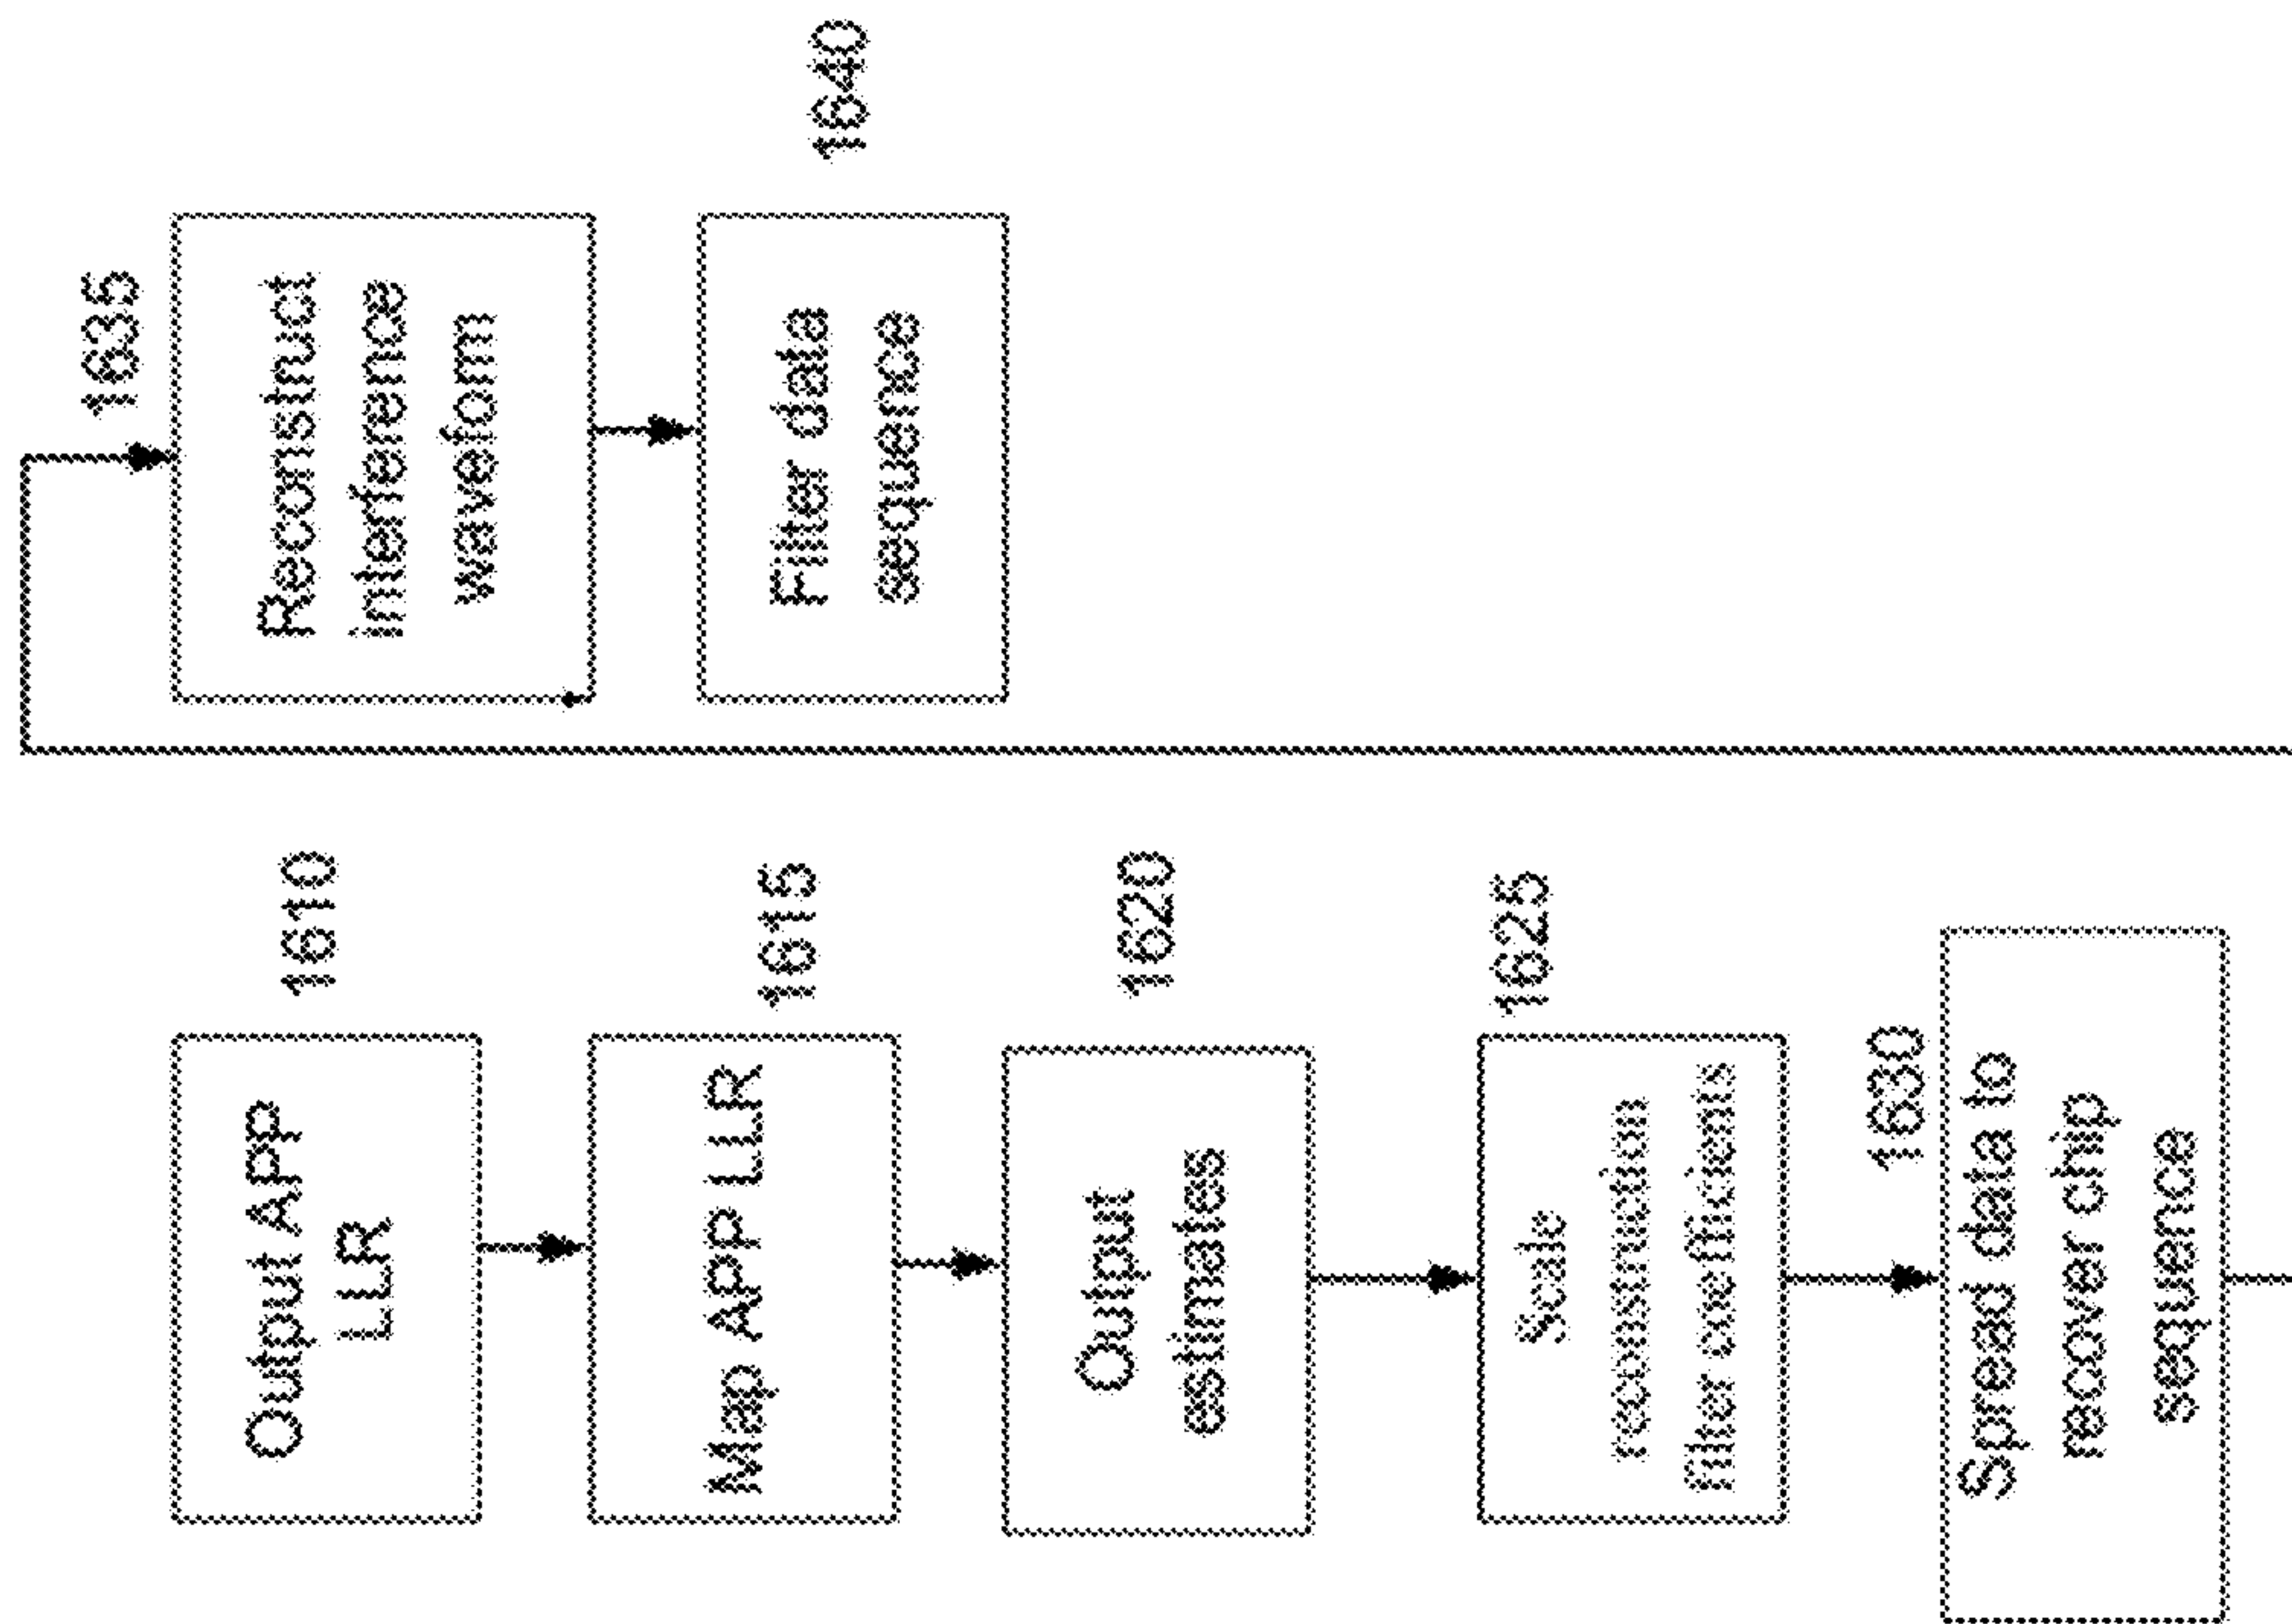 1610
Output APP
LLR
1615
Map APP LLR
1620
Output
estimates
1625
Scale
reconstruction
filter coefficients
1630
Spread data to
recover chip
sequence
1635
Reconstruct
interference
waveform
1640
Filter data
sequence